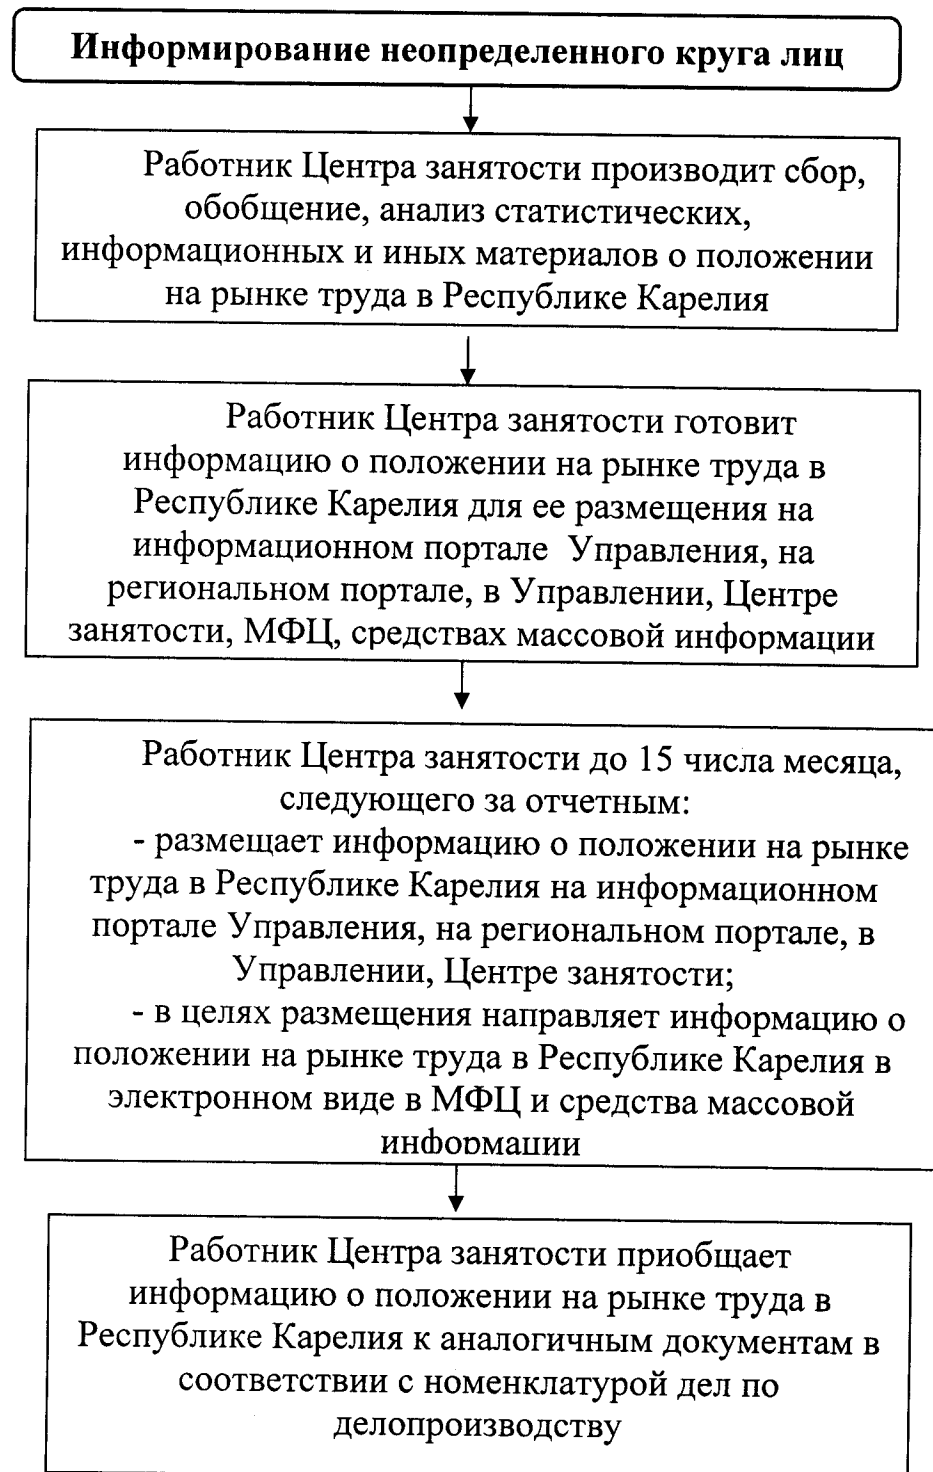 Информирование неопределенного круга лиц
Работник Центра занятости производит сбор,
обобщение, анализ статистических,
информационных и иных материалов о положении
на рынке труда в Республике Карелия
Работник Центра занятости готовит
информацию о положении на рынке труда в
Республике Карелия для ее размещения на
информационном портале Управления, на
региональном портале, в Управлении, Центре
занятости, МФЦ, средствах массовой информации
Работник Центра занятости до 15 числа месяца,
следующего за отчетным:
- размещает информацию о положении на рынке
труда в Республике Карелия на информационном
портале Управления, на региональном портале, в
Управлении, Центре занятости;
- в целях размещения направляет информацию о
положении на рынке труда в Республике Карелия в
электронном виде в МФЦ и средства массовой
информации
Работник Центра занятости приобщает
информацию о положении на рынке труда в
Республике Карелия к аналогичным документам в
соответствии с номенклатурой дел по
делопроизводству